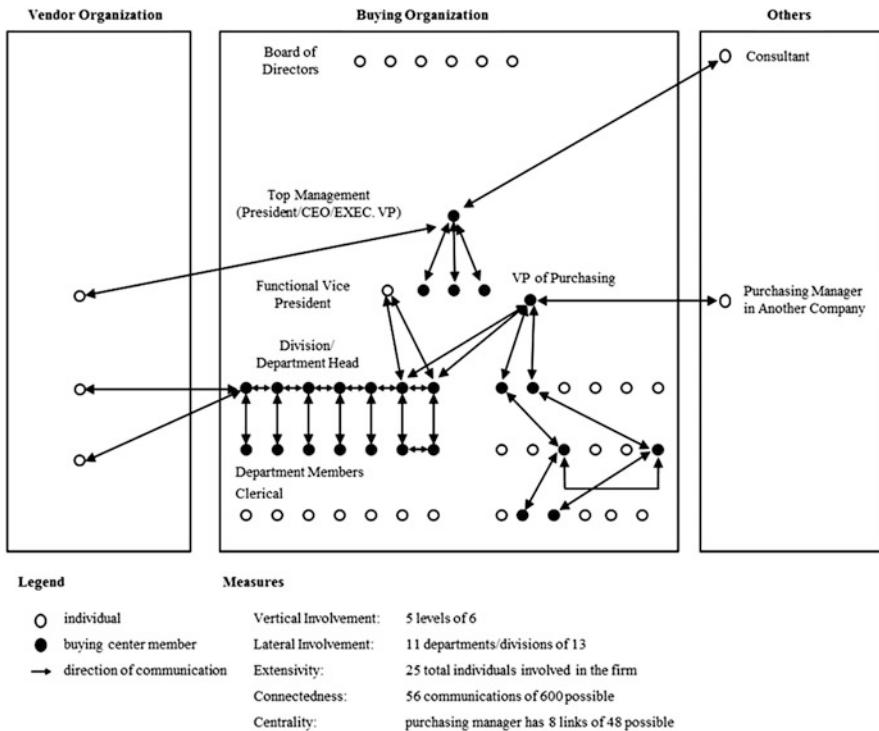 Vendor Organization
Buying Organization
Others
Board of
Directors
Consultant
Top Management
(President/CEO/EXEC. VP)
VP of Purchasing
Functional Vice
President
Purchasing Manager
in Another Company
Division/
Department Head
Department Members
Clerical
Legend
Measures
individual
Vertical Involvement: 5 levels of 6
buying center member
Lateral Involvement: 11 departments/divisions of 13
direction of communication
Extensivity: 25 total individuals involved in the firm
Connectedness: 56 communications of 600 possible
Centrality: purchasing manager has 8 links of 48 possible